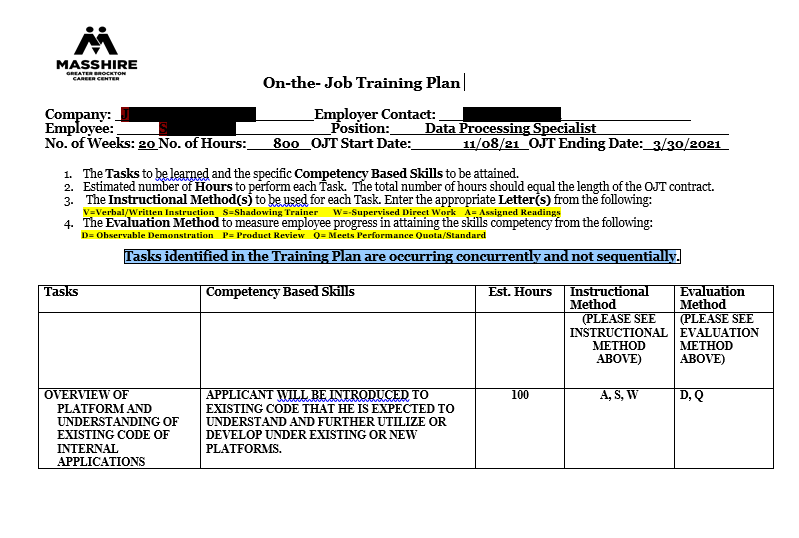 MASSHIRE
GREATER BROCKTON
CAREER CENTER
On-the- Job Training Plan
Company: Employer Contact:
Employee: Position: Data Processing Specialist
No. of Weeks: 20 No. of Hours: 800 OJT Start Date: 11/08/21 OJT Ending Date: 3/30/2021
1. The Tasks to be learned and the specific Competency Based Skills to be attained.
2. Estimated number of Hours to perform each Task. The total number of hours should equal the length of the OJT contract.
3. The Instructional Method(s) to be used for each Task. Enter the appropriate Letter(s) from the following:
V=Verbal/Written Instruction S=Shadowing Trainer W=-Supervised Direct Work A= Assigned Readings
4. The Evaluation Method to measure employee progress in attaining the skills competency from the following:
D= Observable Demonstration P= Product Review Q= Meets Performance Quota/Standard
Tasks identified in the Training Plan are occurring concurrently and not sequentially.
Tasks
Competency Based Skills
Est. Hours
Instructional
Method
Evaluation
Method
(PLEASE SEE
INSTRUCTIONAL
METHOD
ABOVE)
(PLEASE SEE
EVALUATION
METHOD
ABOVE)
OVERVIEW OF
PLATFORM AND
UNDERSTANDING OF
EXISTING CODE OF
INTERNAL
APPLICATIONS
APPLICANT WILL BE INTRODUCED TO
EXISTING CODE THAT HE IS EXPECTED TO
UNDERSTAND AND FURTHER UTILIZE OR
DEVELOP UNDER EXISTING OR NEW
PLATFORMS.
100
A, S, W
D, Q